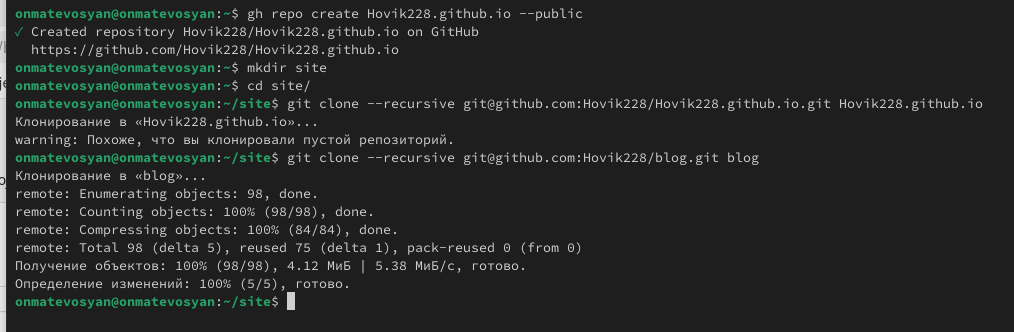 onmatevosyan@onmatevosyan:~$ gh repo create Hovik228.github.io --public
✓ Created repository Hovik228/Hovik228.github.io on GitHub
https://github.com/Hovik228/Hovik228.github.io
onmatevosyan@onmatevosyan:~$ mkdir site
onmatevosyan@onmatevosyan:~$ cd site/
onmatevosyan@onmatevosyan:~/site$ git clone --recursive git@github.com:Hovik228/Hovik228.github.io.git Hovik228.github.io
Клонирование в «Hovik228.github.io»...
warning: Похоже, что вы клонировали пустой репозиторий.
onmatevosyan@onmatevosyan:~/site$ git clone --recursive git@github.com:Hovik228/blog.git blog
Клонирование в «blog»...
remote: Enumerating objects: 98, done.
remote: Counting objects: 100% (98/98), done.
remote: Compressing objects: 100% (84/84), done.
remote: Total 98 (delta 5), reused 75 (delta 1), pack-reused 0 (from 0)
Получение объектов: 100% (98/98), 4.12 МиБ | 5.38 МиБ/с, готово.
Определение изменений: 100% (5/5), готово.
onmatevosyan@onmatevosyan:~/site$